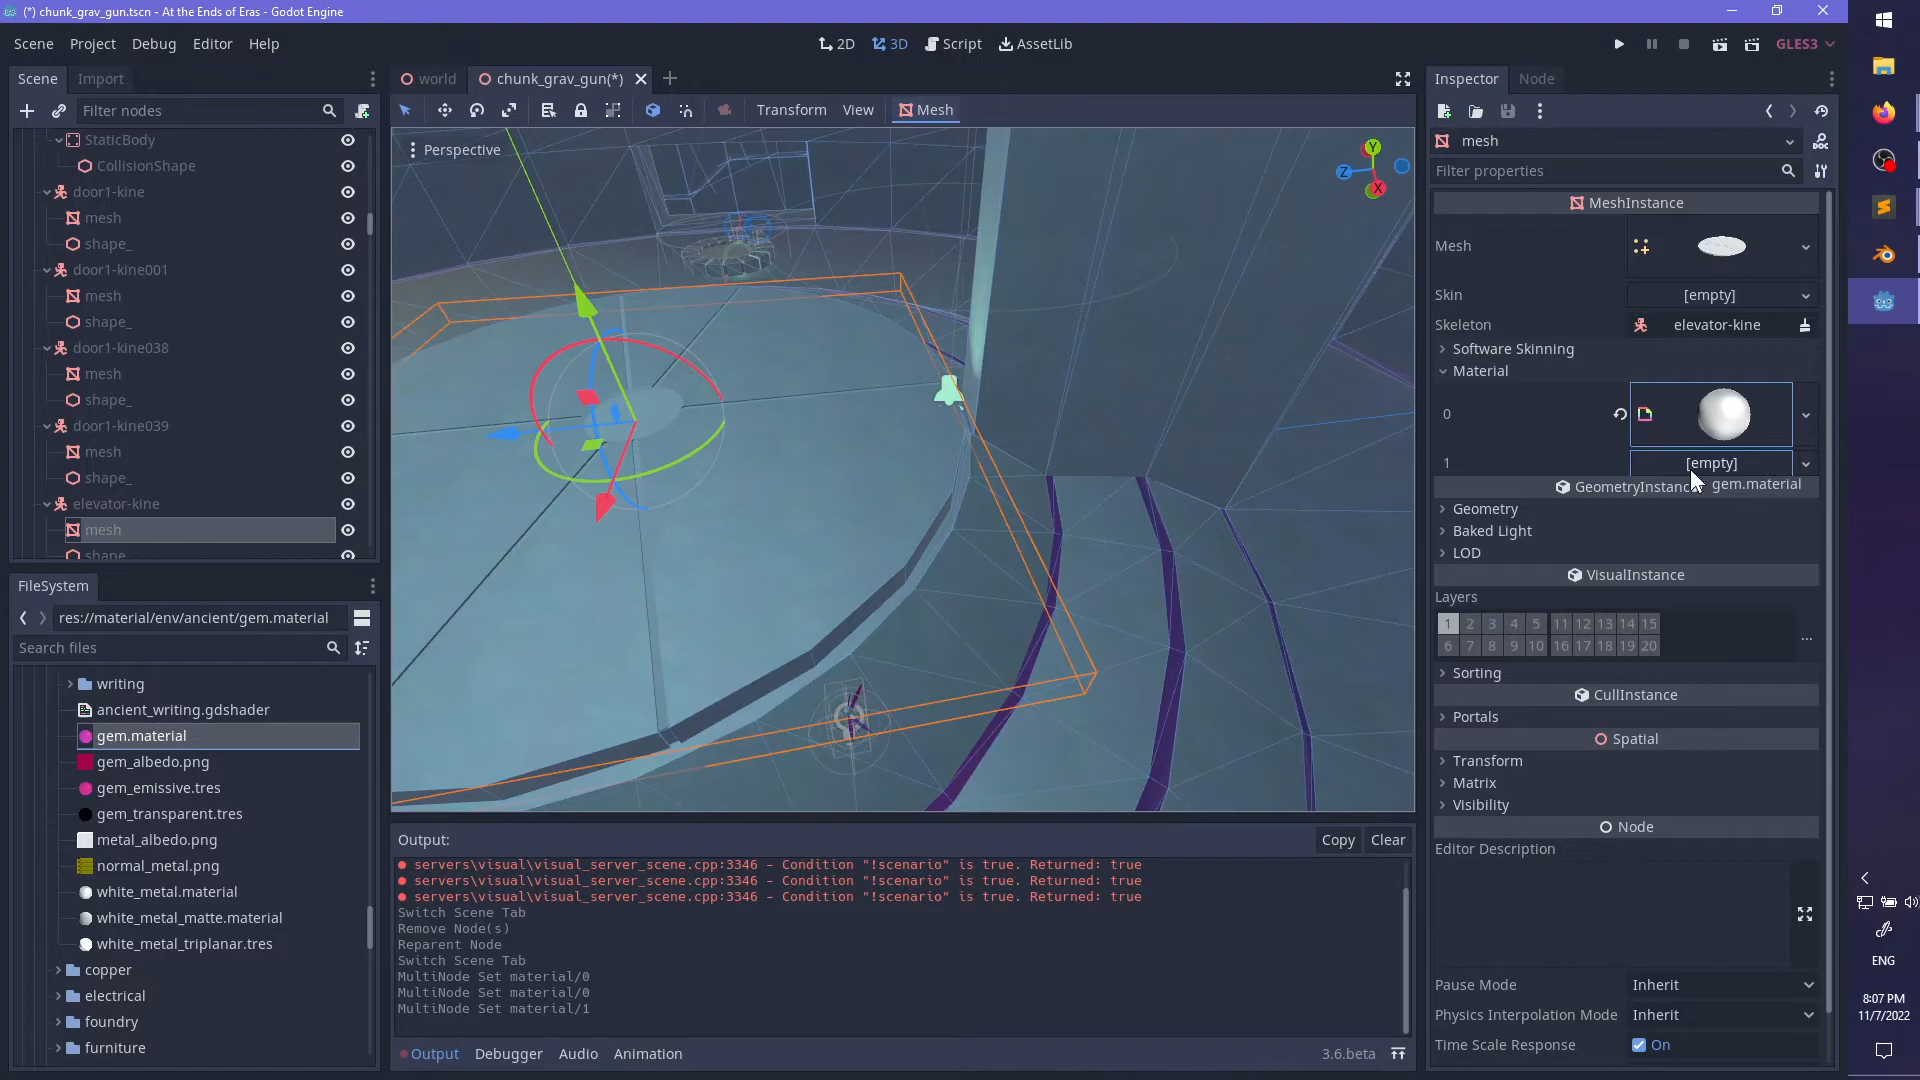 (*) chunk_grav_gun.tscn - At the Ends of Eras - Godot Engine
Scene Project Debug Editor Help
2D 3D Script AssetLib
GLES3
Scene Import
Filter nodes
StaticBody
CollisionShape
door1-kine
mesh
shape_
door1-kine001
mesh
shape_
door1-kine038
mesh
shape_
door1-kine039
mesh
shape_
elevator-kine
mesh
shape_
FileSystem
res://material/env/ancient/gem.material
Search files
writing
ancient_writing.gdshader
gem.material
gem_albedo.png
gem_emissive.tres
gem_transparent.tres
metal_albedo.png
normal_metal.png
white_metal.material
white_metal_matte.material
white_metal_triplanar.tres
copper
electrical
foundry
furniture
world chunk_grav_gun(*)
Transform View Mesh
Perspective
Y
Z
X
Output:
Copy Clear
servers\visual\visual_server_scene.cpp:3346 - Condition "!scenario" is true. Returned: true
servers\visual\visual_server_scene.cpp:3346 - Condition "!scenario" is true. Returned: true
servers\visual\visual_server_scene.cpp:3346 - Condition "!scenario" is true. Returned: true
Switch Scene Tab
Remove Node(s)
Reparent Node
Switch Scene Tab
MultiNode Set material/0
MultiNode Set material/0
MultiNode Set material/1
Output Debugger Audio Animation
3.6.beta
Inspector Node
mesh
Filter properties
MeshInstance
Mesh
Skin [empty]
Skeleton elevator-kine
Software Skinning
Material
0
1 [empty]
gem.material
GeometryInstanc
Geometry
Baked Light
LOD
VisualInstance
Layers
1 2 3 4 5 11 12 13 14 15
6 7 8 9 10 16 17 18 19 20
...
Sorting
CullInstance
Portals
Spatial
Transform
Matrix
Visibility
Node
Editor Description
Pause Mode Inherit
Physics Interpolation Mode Inherit
Time Scale Response On
ENG
8:07 PM
11/7/2022